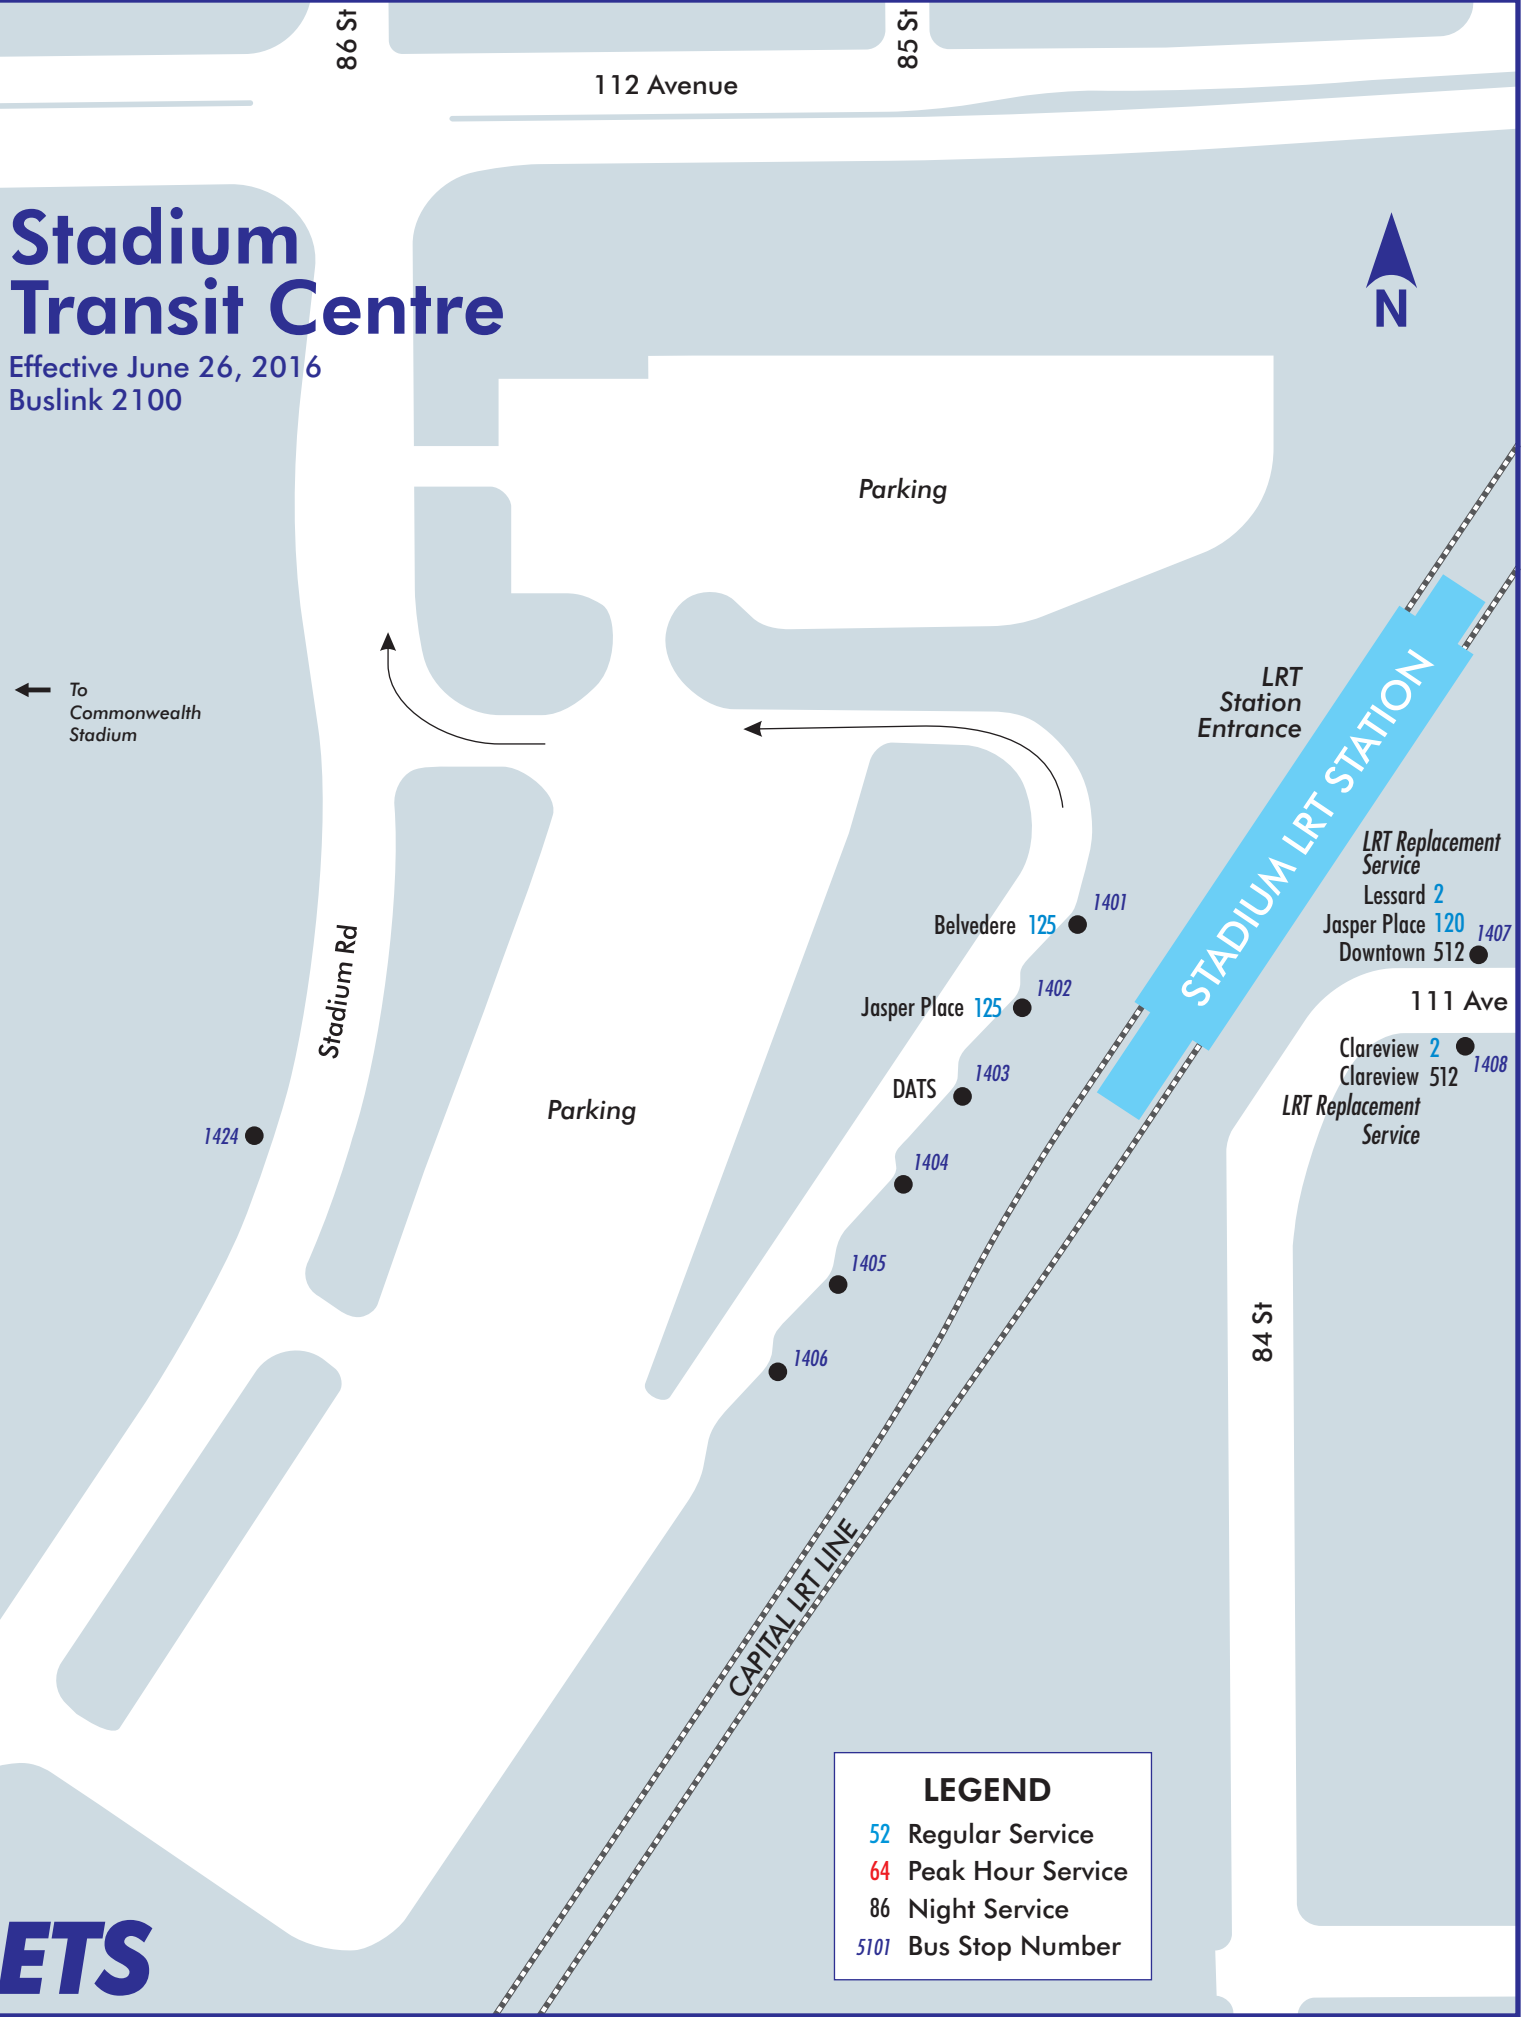 86 St
85 St
112 Avenue
Stadium
Transit Centre
Effective June 26, 2016
Buslink 2100
N
Parking
To
Commonwealth
Stadium
LRT
Station
Entrance
STADIUM LRT STATION
LRT Replacement
Service
Lessard 2
Jasper Place 120
Downtown 512
1407
111 Ave
Clareview 2
1408
Clareview 512
LRT Replacement
Service
1401
Belvedere 125
1402
Jasper Place 125
1403
DATS
1404
1405
1406
Stadium Rd
Parking
1424
84 St
CAPITAL LRT LINE
LEGEND
52 Regular Service
64 Peak Hour Service
86 Night Service
5101 Bus Stop Number
ETS